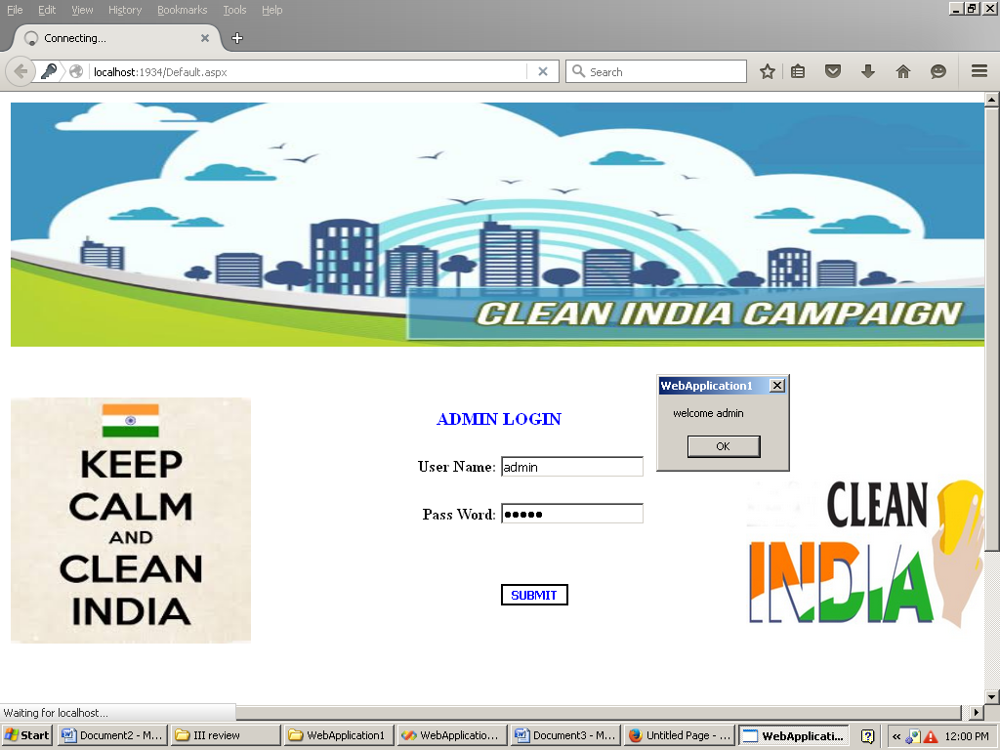 File Edit View History Bookmarks Tools Help
Connecting...
localhost:1934/Default.aspx
Search
CLEAN INDIA CAMPAIGN
WebApplication1
welcome admin
OK
ADMIN LOGIN
User Name: admin
Pass Word: •••••
SUBMIT
KEEP
CALM
AND
CLEAN
INDIA
CLEAN
INDIA
Waiting for localhost...
Start Document2 - M... III review WebApplication1 WebApplicatio... Document3 - M... Untitled Page - ... WebApplicati... 12:00 PM